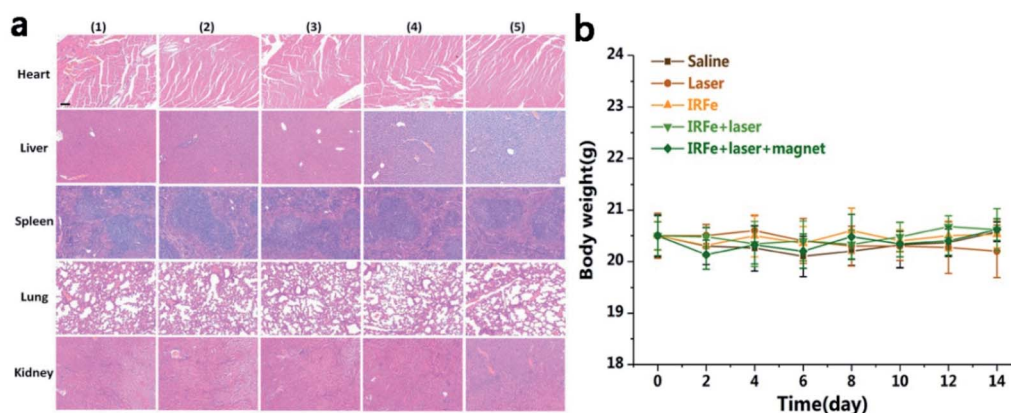 a
(1) (2) (3) (4) (5)
Heart
Liver
Spleen
Lung
Kidney
b
Saline
Laser
IRFe
IRFe+laser
IRFe+laser+magnet
Body weight(g)
24
23
22
21
20
19
18
0 2 4 6 8 10 12 14
Time(day)